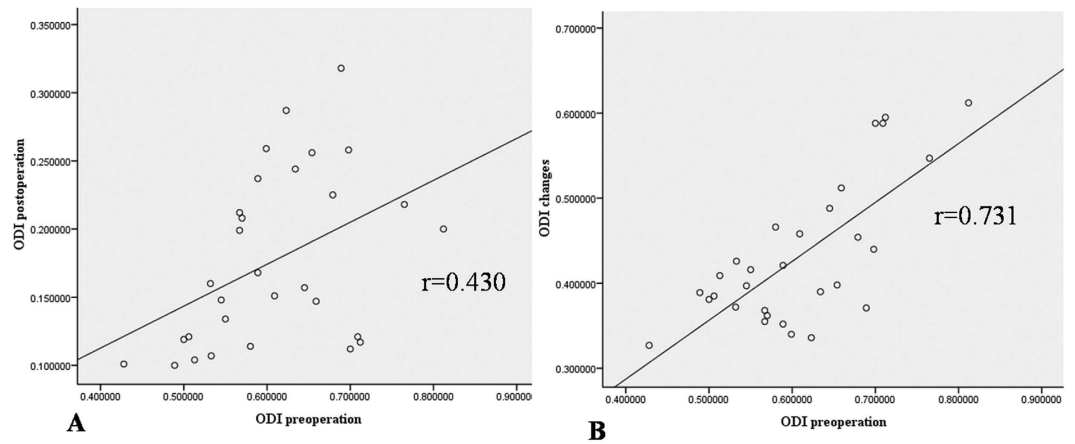 0.350000
0.300000
0.250000
0.200000
0.150000
0.100000
ODI postoperation
r=0.430
0.400000 0.500000 0.600000 0.700000 0.800000 0.900000
ODI preoperation
A
0.700000
0.600000
0.500000
0.400000
0.300000
ODI changes
r=0.731
0.400000 0.500000 0.600000 0.700000 0.800000 0.900000
ODI preoperation
B